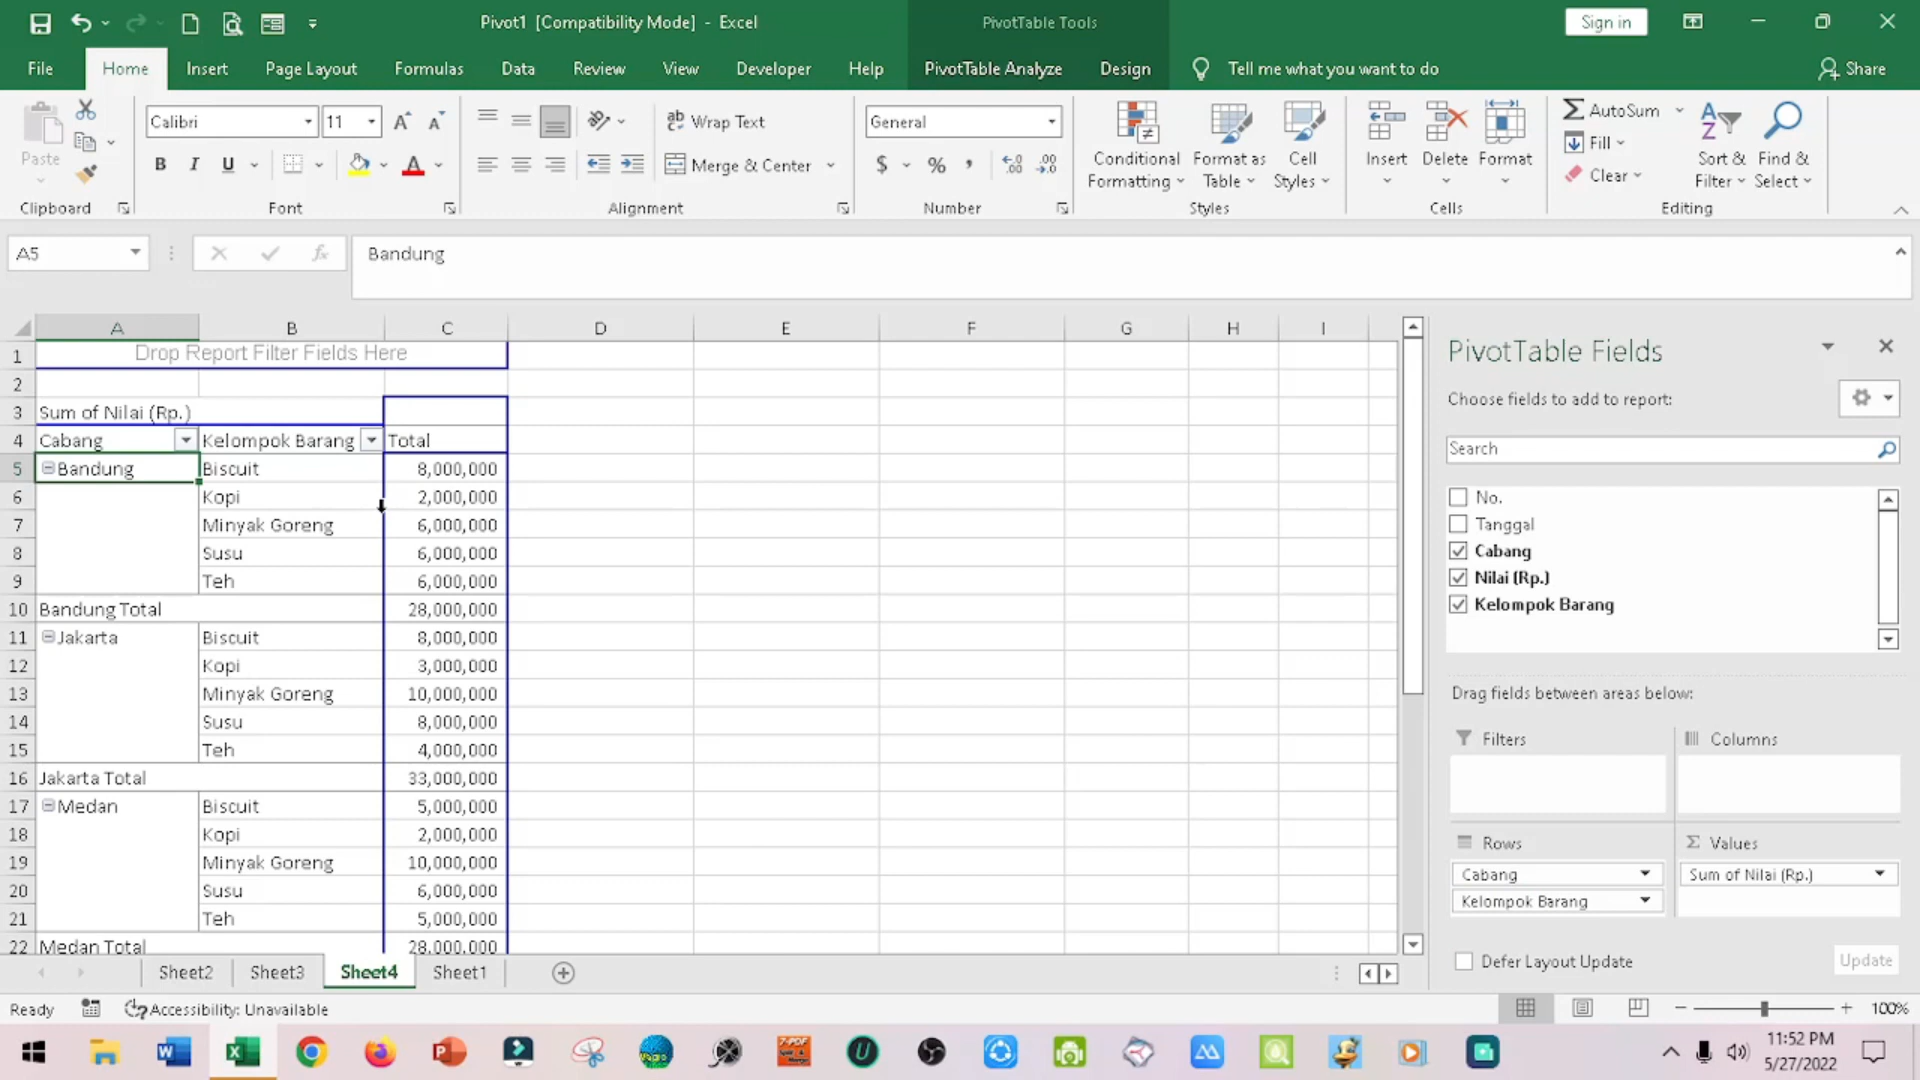 Pivot1 [Compatibility Mode] - Excel
PivotTable Tools
Sign in
File
Home
Insert
Page Layout
Formulas
Data
Review
View
Developer
Help
PivotTable Analyze
Design
Tell me what you want to do
Share
Paste
Calibri
11
Wrap Text
Merge & Center
General
Conditional Formatting
Format as Table
Cell Styles
Insert
Delete
Format
AutoSum
Fill
Clear
Sort & Filter
Find & Select
Clipboard
Font
Alignment
Number
Styles
Cells
Editing
A5
Bandung
A B C D E F G H I
1 Drop Report Filter Fields Here
2
3 Sum of Nilai (Rp.)
4 Cabang Kelompok Barang Total
5 Bandung Biscuit 8,000,000
6 Kopi 2,000,000
7 Minyak Goreng 6,000,000
8 Susu 6,000,000
9 Teh 6,000,000
10 Bandung Total 28,000,000
11 Jakarta Biscuit 8,000,000
12 Kopi 3,000,000
13 Minyak Goreng 10,000,000
14 Susu 8,000,000
15 Teh 4,000,000
16 Jakarta Total 33,000,000
17 Medan Biscuit 5,000,000
18 Kopi 2,000,000
19 Minyak Goreng 10,000,000
20 Susu 6,000,000
21 Teh 5,000,000
22 Medan Total 28,000,000
PivotTable Fields
Choose fields to add to report:
Search
No.
Tanggal
Cabang
Nilai (Rp.)
Kelompok Barang
Drag fields between areas below:
Filters
Columns
Rows
Values
Cabang
Sum of Nilai (Rp.)
Kelompok Barang
Defer Layout Update
Update
Sheet2
Sheet3
Sheet4
Sheet1
Ready
Accessibility: Unavailable
100%
11:52 PM
5/27/2022